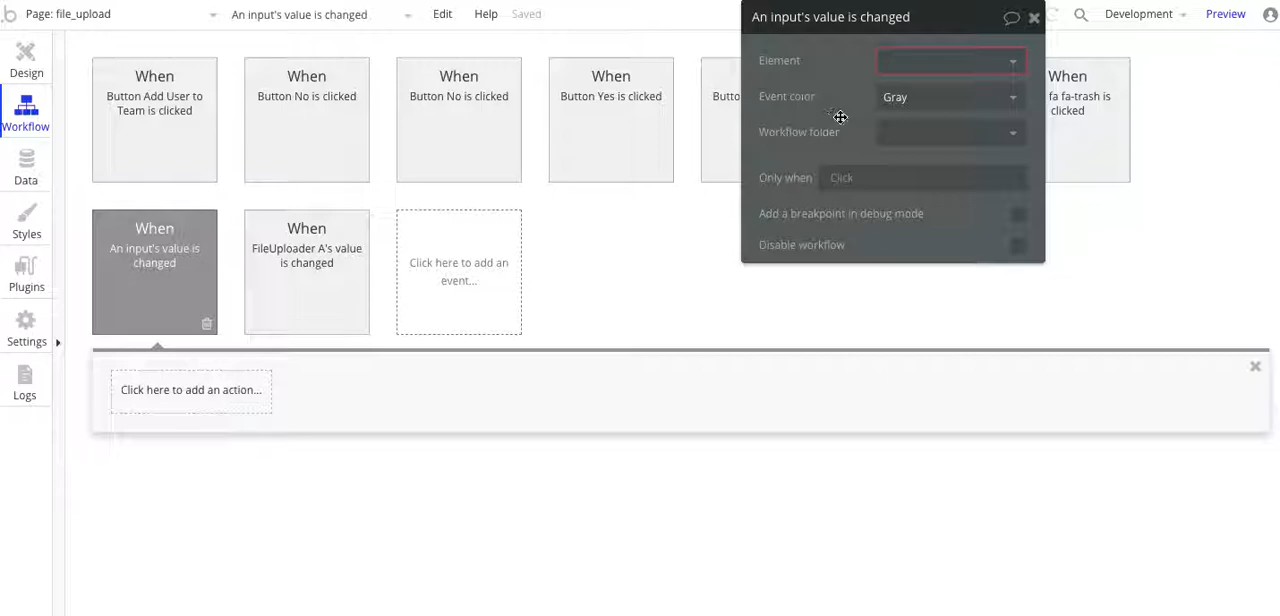 Page: file_upload
An input's value is changed
Edit
Help
Saved
Development
Preview
Design
Workflow
Data
Styles
Plugins
Settings
Logs
When
Button Add User to
Team is clicked
When
Button No is clicked
When
Button No is clicked
When
Button Yes is clicked
Butto
When
fa fa-trash is
clicked
When
An input's value is
changed
When
FileUploader A's value
is changed
Click here to add an
event...
Click here to add an action...
An input's value is changed
Element
Event color
Gray
Workflow folder
Only when
Click
Add a breakpoint in debug mode
Disable workflow